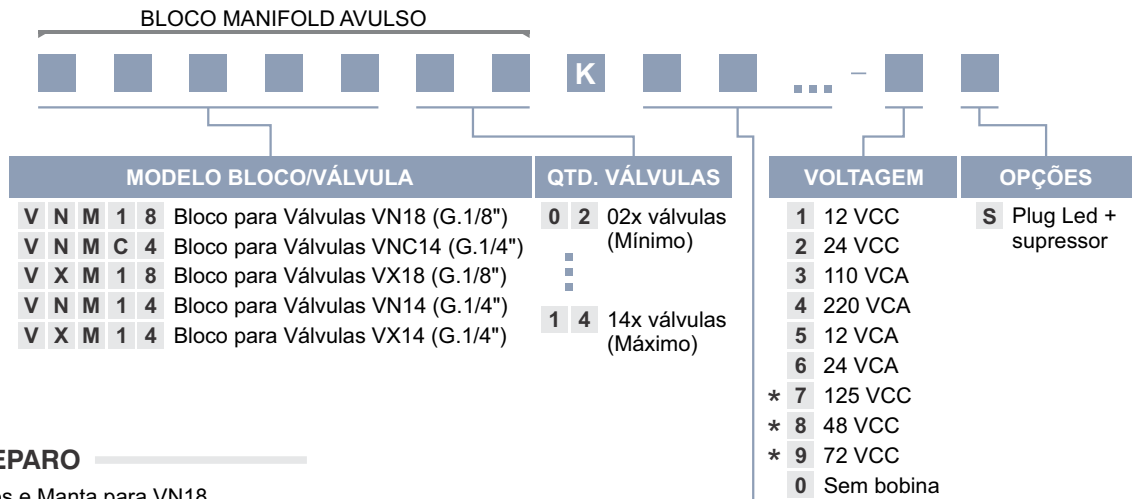 BLOCO MANIFOLD AVULSO
K ... –
MODELO BLOCO/VÁLVULA
V N M 1 8 Bloco para Válvulas VN18 (G.1/8")
V N M C 4 Bloco para Válvulas VNC14 (G.1/4")
V X M 1 8 Bloco para Válvulas VX18 (G.1/8")
V N M 1 4 Bloco para Válvulas VN14 (G.1/4")
V X M 1 4 Bloco para Válvulas VX14 (G.1/4")
QTD. VÁLVULAS
0 2 02x válvulas
(Mínimo)
1 4 14x válvulas
(Máximo)
VOLTAGEM
1 12 VCC
2 24 VCC
3 110 VCA
4 220 VCA
5 12 VCA
6 24 VCA
* 7 125 VCC
* 8 48 VCC
* 9 72 VCC
0 Sem bobina
OPÇÕES
S Plug Led +
supressor
EPARO
e Manta para VN18